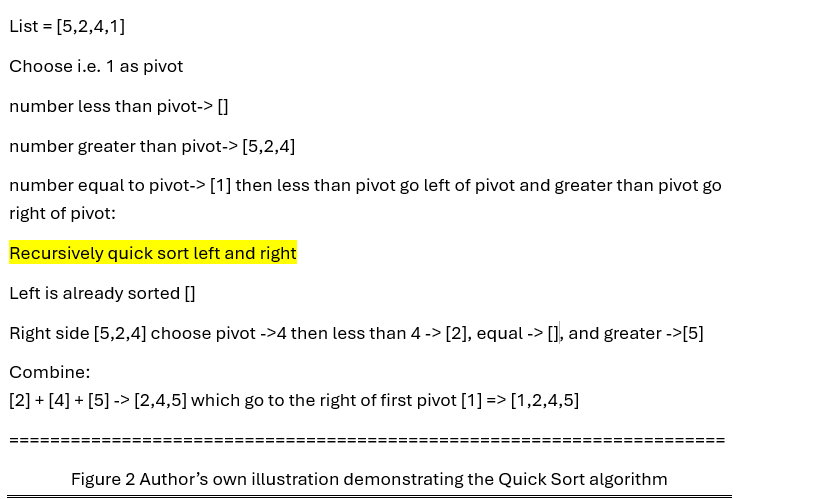 List = [5,2,4,1]
Choose i.e. 1 as pivot
number less than pivot-> []
number greater than pivot-> [5,2,4]
number equal to pivot-> [1] then less than pivot go left of pivot and greater than pivot go
right of pivot:
Recursively quick sort left and right
Left is already sorted []
Right side [5,2,4] choose pivot ->4 then less than 4 -> [2], equal -> [], and greater ->[5]
Combine:
[2] + [4] + [5] -> [2,4,5] which go to the right of first pivot [1] => [1,2,4,5]
======================================================================
Figure 2 Author’s own illustration demonstrating the Quick Sort algorithm